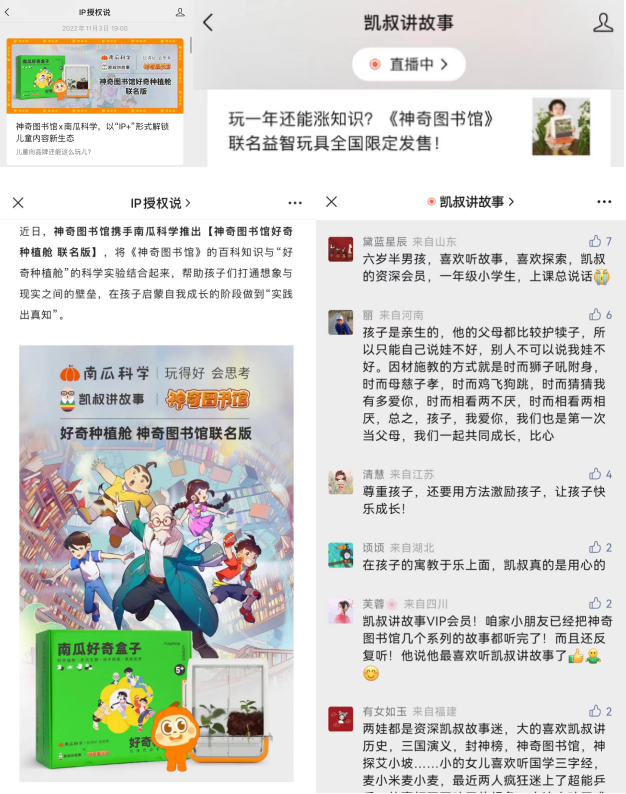 IP授权说
2023年11月3日 19:00
南瓜好奇盒子
南瓜科学
玩得好 会思考
凯叔讲故事
神奇图书馆
神奇图书馆好奇种植舱
联名版
神奇图书馆x南瓜科学,以“IP+”形式解锁
儿童内容新生态
儿童向品牌还能这么玩儿?
凯叔讲故事
直播中 >
玩一年还能涨知识?《神奇图书馆》
联名益智玩具全国限定发售!
IP授权说 >
近日,神奇图书馆携手南瓜科学推出【神奇图书馆好奇
种植舱 联名版】,将《神奇图书馆》的百科知识与“好
奇种植舱”的科学实验结合起来,帮助孩子们打通想象与
现实之间的壁垒,在孩子启蒙自我成长的阶段做到“实践
出真知”。
南瓜科学
玩得好 会思考
凯叔讲故事
神奇图书馆
好奇种植舱 神奇图书馆联名版
南瓜好奇盒子
5+
南瓜科学
好奇
凯叔讲故事 >
黛蓝星辰 来自山东
7
六岁半男孩,喜欢听故事,喜欢探索,凯叔
的资深会员,一年级小学生,上课总说话😭
丽 来自河南
6
孩子是亲生的,他的父母都比较护犊子,所
以只能自己说娃不好,别人不可以说我娃不
好。因材施教的方式就是时而狮子吼附身,
时而母慈子孝,时而鸡飞狗跳,时而猜猜我
有多爱你,时而相看两不厌,时而相看两相
厌,总之,孩子,我爱你,我们也是第一次
当父母,我们一起共同成长,比心
清慧 来自江苏
4
尊重孩子,还要用方法激励孩子,让孩子快
乐成长!
顷顷 来自湖北
2
在孩子的寓教于乐上面,凯叔真的是用心的
芙蓉🌸 来自四川
2
凯叔讲故事VIP会员!咱家小朋友已经把神奇
图书馆几个系列的故事都听完了!而且还反
复听!他说他最喜欢听凯叔讲故事了👍
😊
有女如玉 来自福建
2
两娃都是资深凯叔故事迷,大的喜欢凯叔讲
历史,三国演义,封神榜,神奇图书馆,神
探艾小坡……小的女儿喜欢听国学三字经,
麦小米麦小麦,最近两人疯狂迷上了超能乒